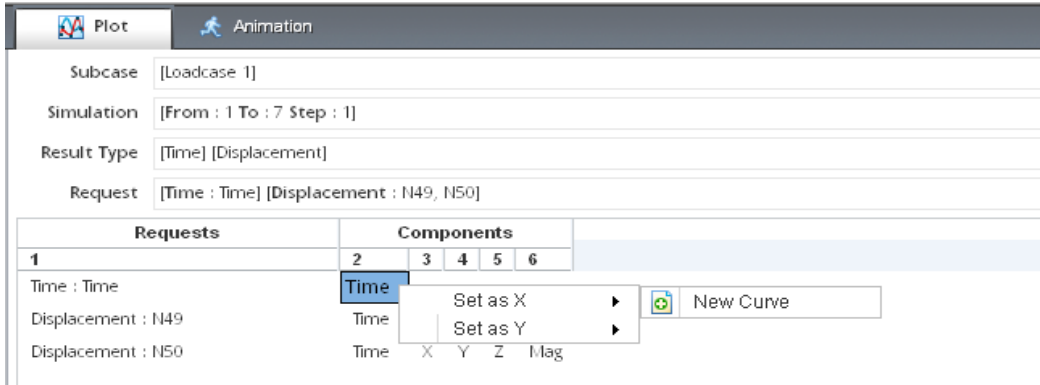 Plot Animation
Subcase [Loadcase 1]
Simulation [From : 1 To : 7 Step : 1]
Result Type [Time] [Displacement]
Request [Time : Time] [Displacement : N49, N50]
Requests Components
1 2 3 4 5 6
Time : Time Time
Set as X New Curve
Displacement : N49 Time
Set as Y
Displacement : N50 Time X Y Z Mag